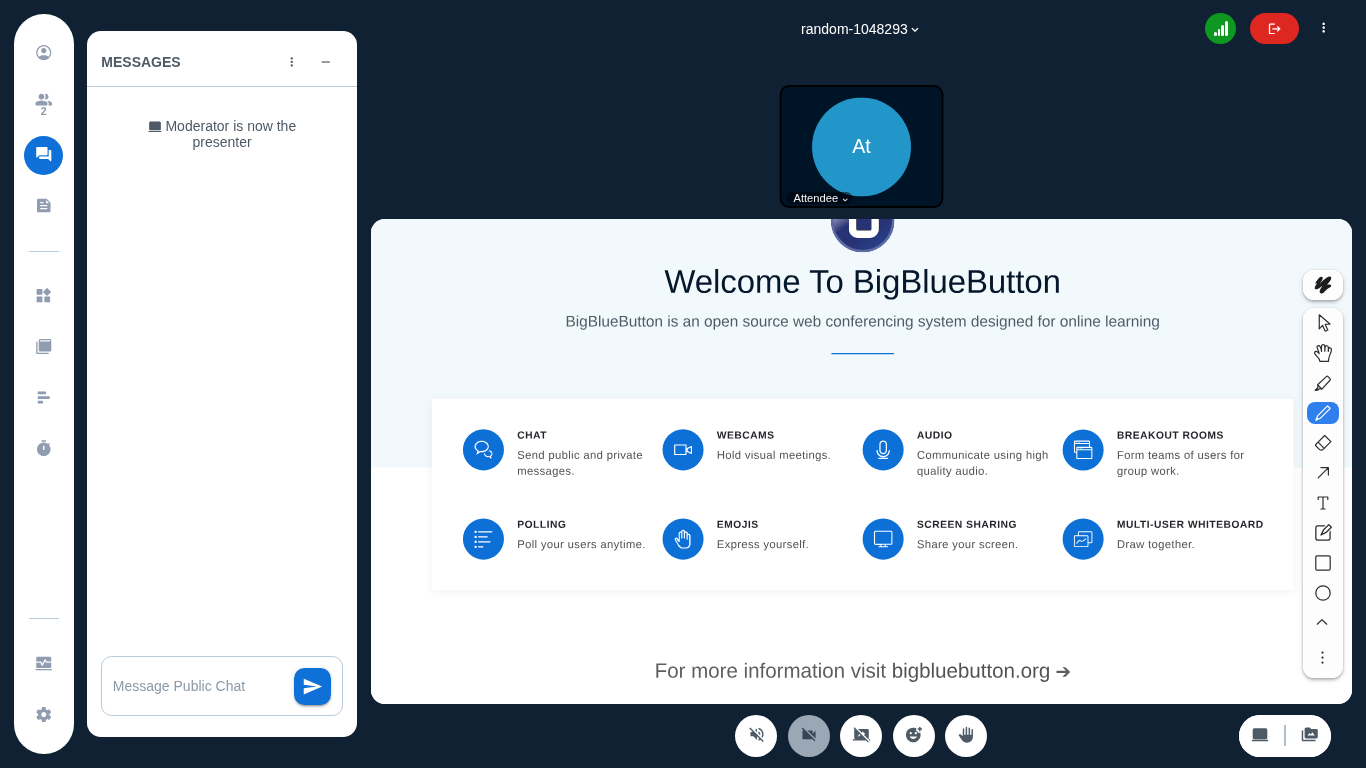 random-1048293
2
MESSAGES
Moderator is now the
presenter
Message Public Chat
At
Attendee
Welcome To BigBlueButton
BigBlueButton is an open source web conferencing system designed for online learning
CHAT
Send public and private
messages.
WEBCAMS
Hold visual meetings.
AUDIO
Communicate using high
quality audio.
BREAKOUT ROOMS
Form teams of users for
group work.
POLLING
Poll your users anytime.
EMOJIS
Express yourself.
SCREEN SHARING
Share your screen.
MULTI-USER WHITEBOARD
Draw together.
For more information visit bigbluebutton.org ➔